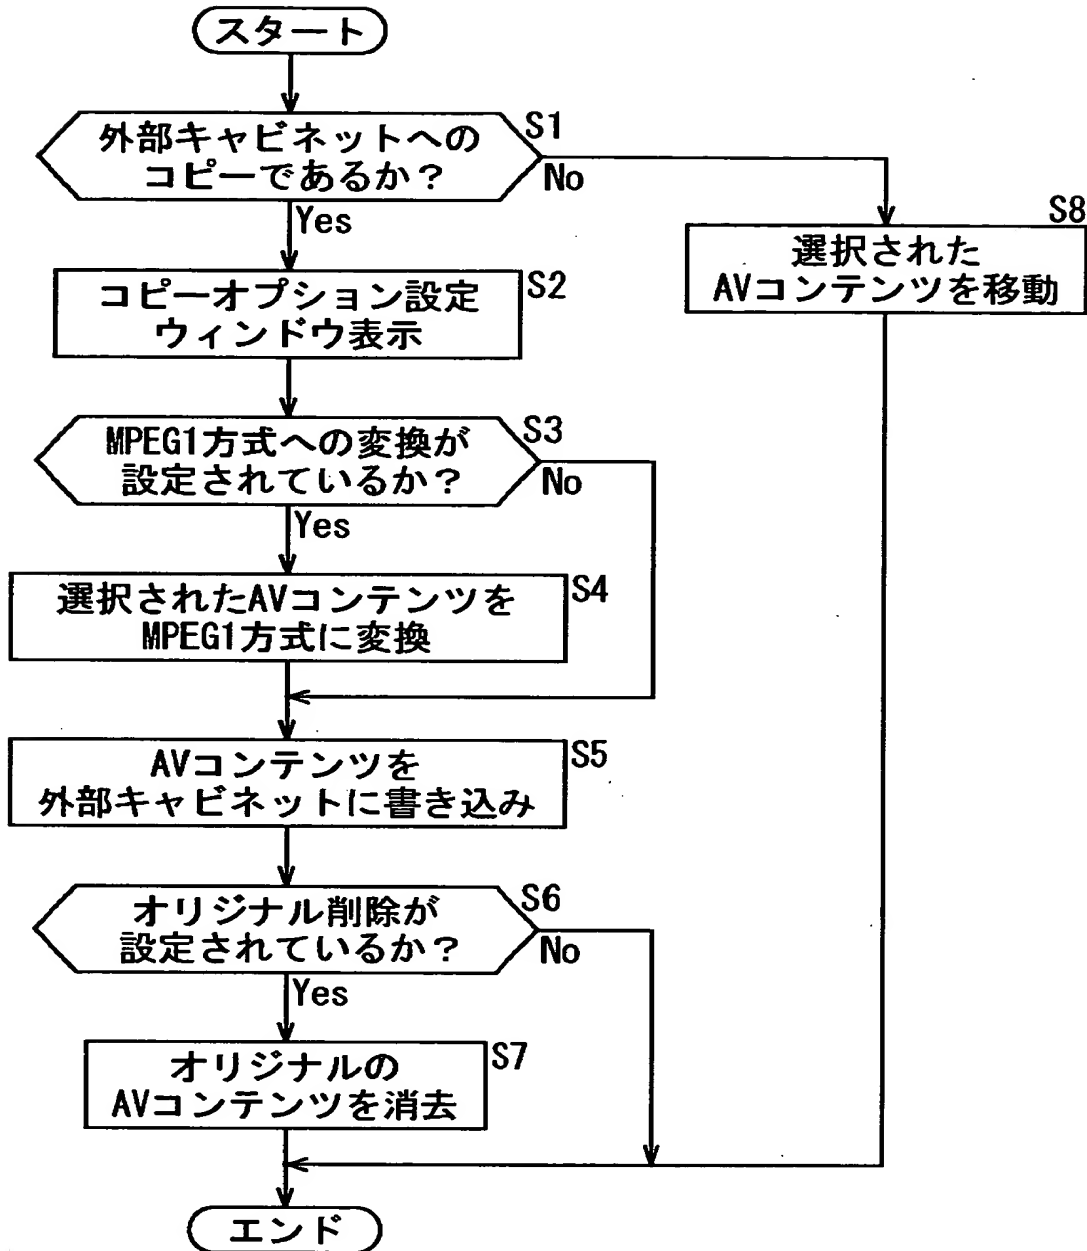 スタート
外部キャビネットへの
コピーであるか？
S1
No
Yes
S8
選択された
AVコンテンツを移動
コピーオプション設定
ウィンドウ表示
S2
MPEG1方式への変換が
設定されているか？
S3
No
Yes
選択されたAVコンテンツを
MPEG1方式に変換
S4
AVコンテンツを
外部キャビネットに書き込み
S5
オリジナル削除が
設定されているか？
S6
No
Yes
オリジナルの
AVコンテンツを消去
S7
エンド